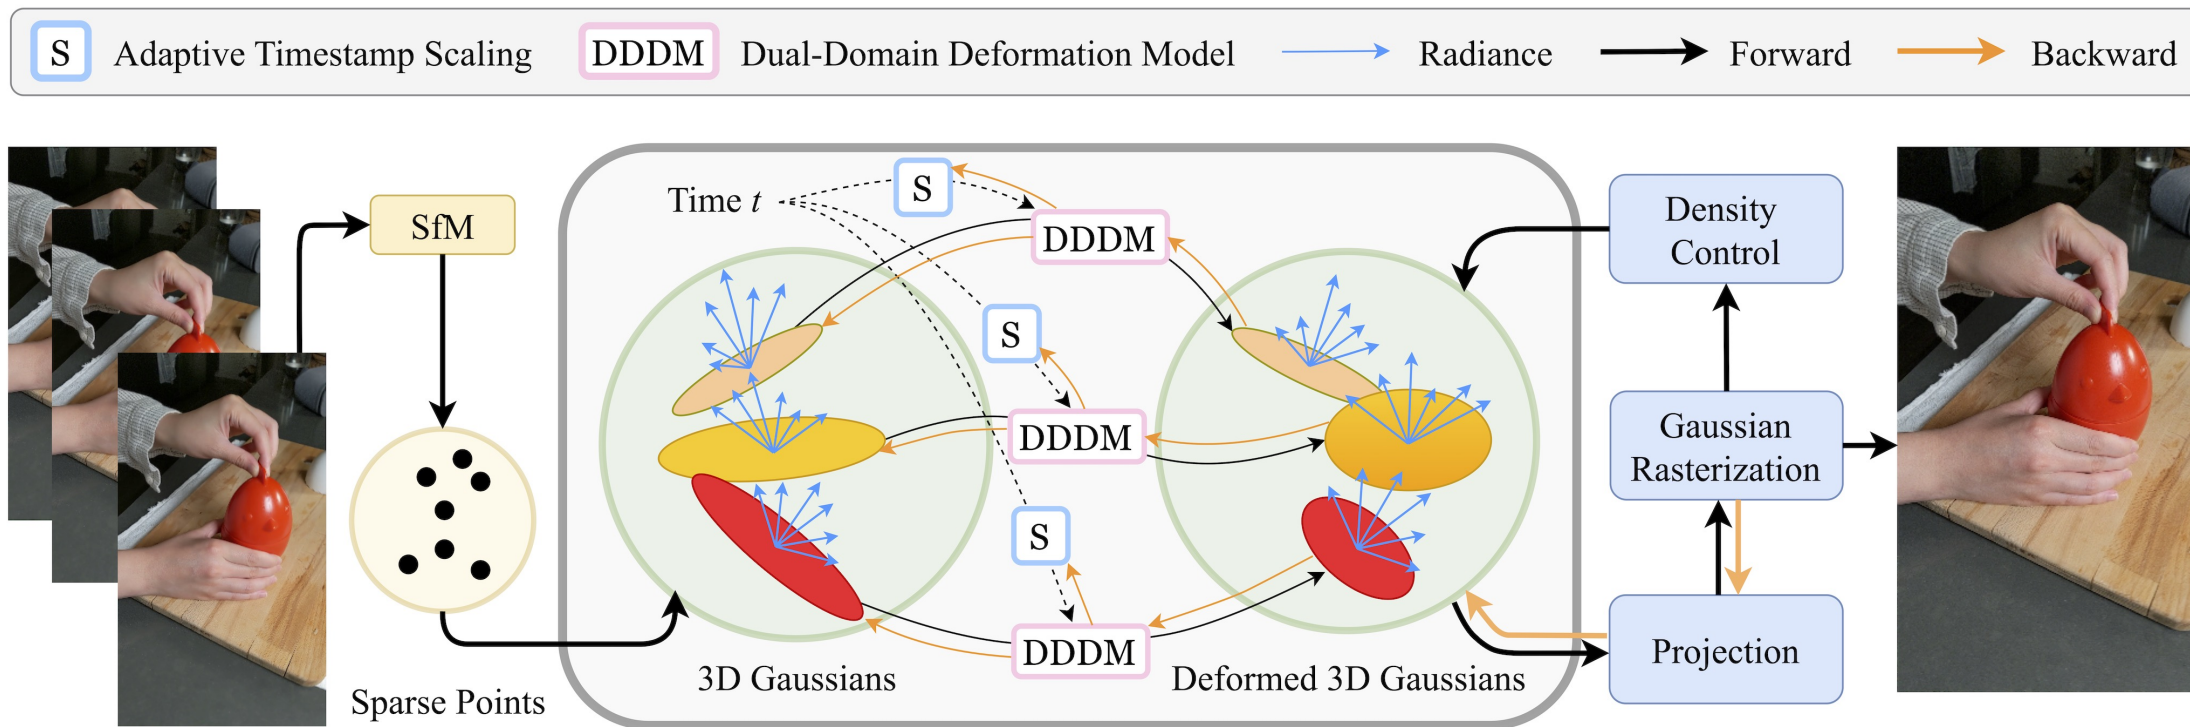 S Adaptive Timestamp Scaling DDDM Dual-Domain Deformation Model Radiance Forward Backward
SfM
Sparse Points
Time t
S
DDDM
S
DDDM
S
DDDM
3D Gaussians
Deformed 3D Gaussians
Density
Control
Gaussian
Rasterization
Projection